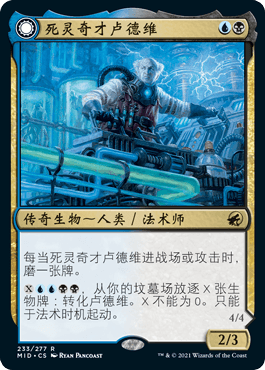 死灵奇才卢德维
传奇生物～人类／法术师
每当死灵奇才卢德维进战场或攻击时，
磨一张牌。
X，从你的坟墓场放逐X张生
物牌：转化卢德维。X不能为0。只能
于法术时机起动。
4/4
2/3
233/277 R
MID • CS RYAN PANCOAST
™ & © 2021 Wizards of the Coast